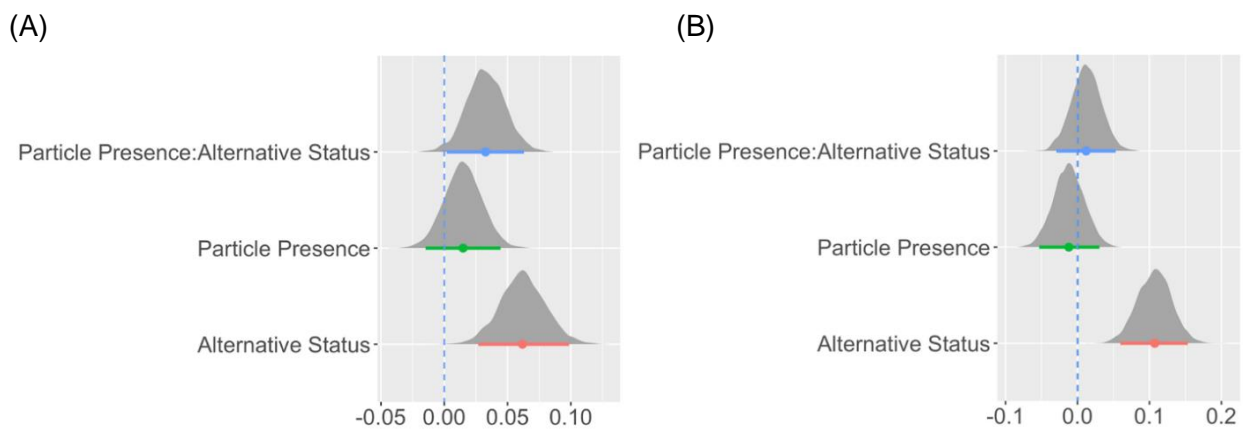 (A)
Particle Presence:Alternative Status
Particle Presence
Alternative Status
-0.05 0.00 0.05 0.10
(B)
Particle Presence:Alternative Status
Particle Presence
Alternative Status
-0.1 0.0 0.1 0.2